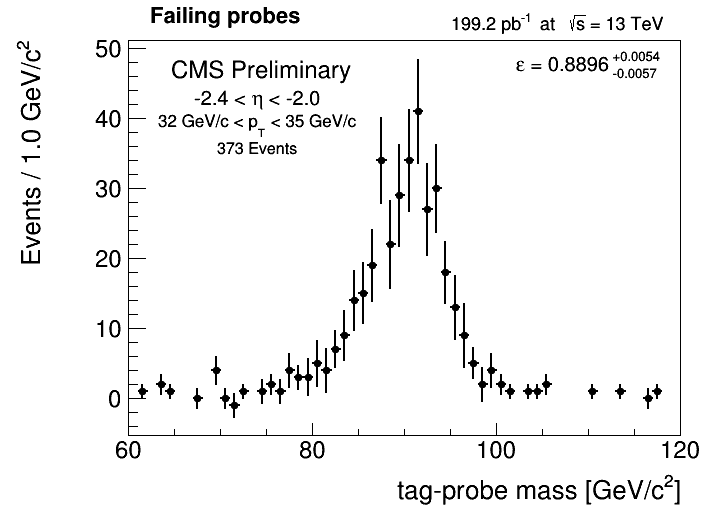 Failing probes
199.2 pb⁻¹ at √s = 13 TeV
CMS Preliminary
-2.4 < η < -2.0
32 GeV/c < p_T < 35 GeV/c
373 Events
ε = 0.8896 +0.0054 -0.0057
Events / 1.0 GeV/c²
50
40
30
20
10
0
60 80 100 120
tag-probe mass [GeV/c²]